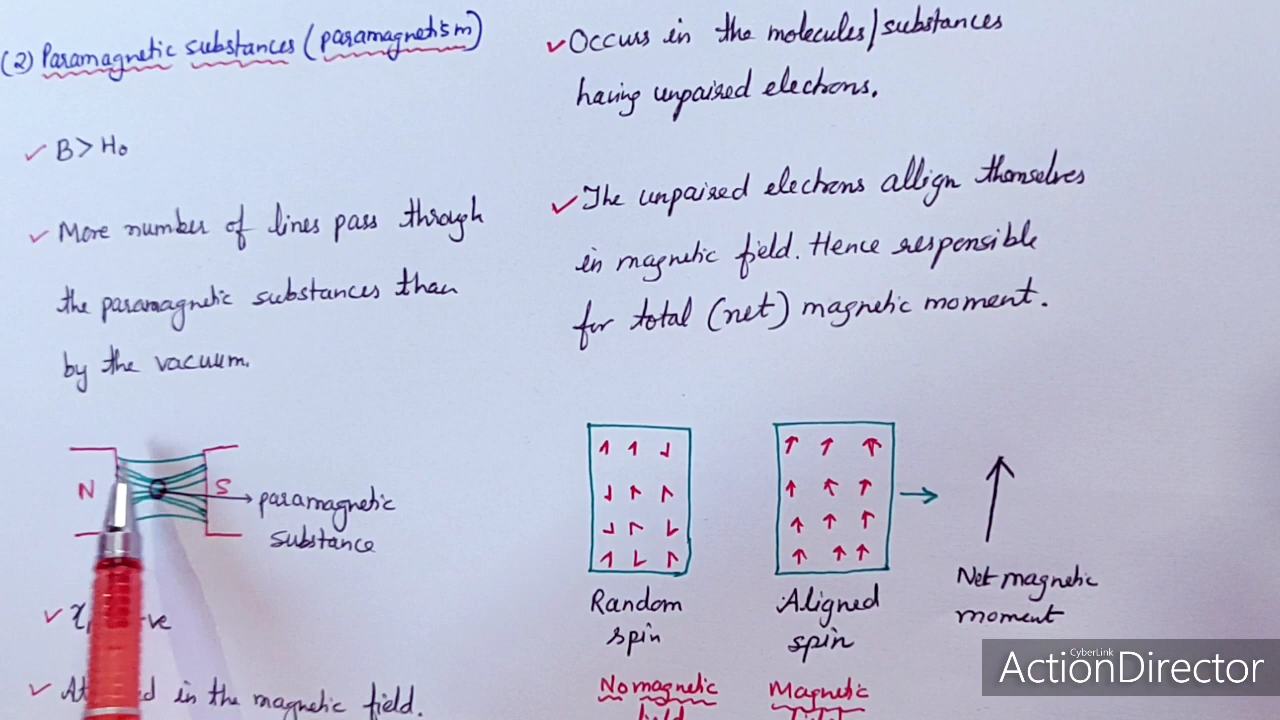 (2) Paramagnetic substances (paramagnetism)
✓ B > H₀
✓ More number of lines pass through
the paramagnetic substances than
by the vacuum.
N S
paramagnetic
substance
-ve
✓ in the magnetic field.
✓ Occurs in the molecules/substances
having unpaired electrons.
✓ The unpaired electrons allign themselves
in magnetic field. Hence responsible
for total (net) magnetic moment.
Random
spin
No magnetic
field
Aligned
spin
Magnetic
Net magnetic
moment
CyberLink
ActionDirector